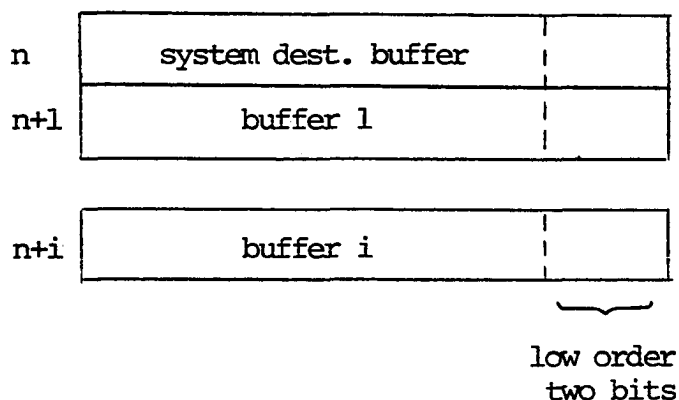 n system dest. buffer
n+1 buffer 1
n+i buffer i
low order
two bits